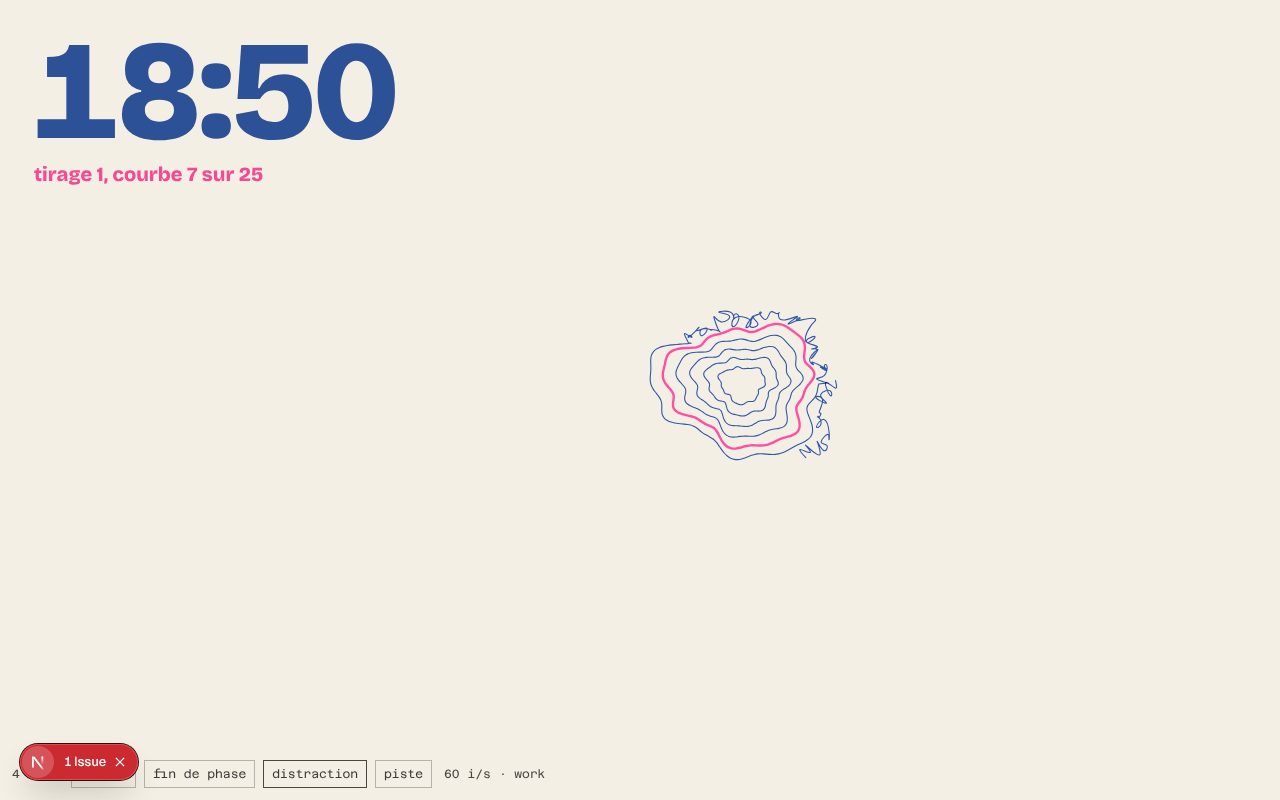 18:50
tirage 1, courbe 7 sur 25
4
N 1 Issue
fin de phase
distraction
piste
60 i/s · work